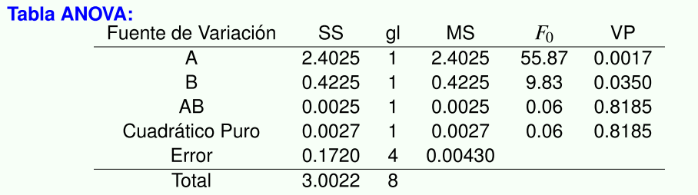 Tabla ANOVA:
Fuente de Variación SS gl MS F0 VP
A 2.4025 1 2.4025 55.87 0.0017
B 0.4225 1 0.4225 9.83 0.0350
AB 0.0025 1 0.0025 0.06 0.8185
Cuadrático Puro 0.0027 1 0.0027 0.06 0.8185
Error 0.1720 4 0.00430
Total 3.0022 8